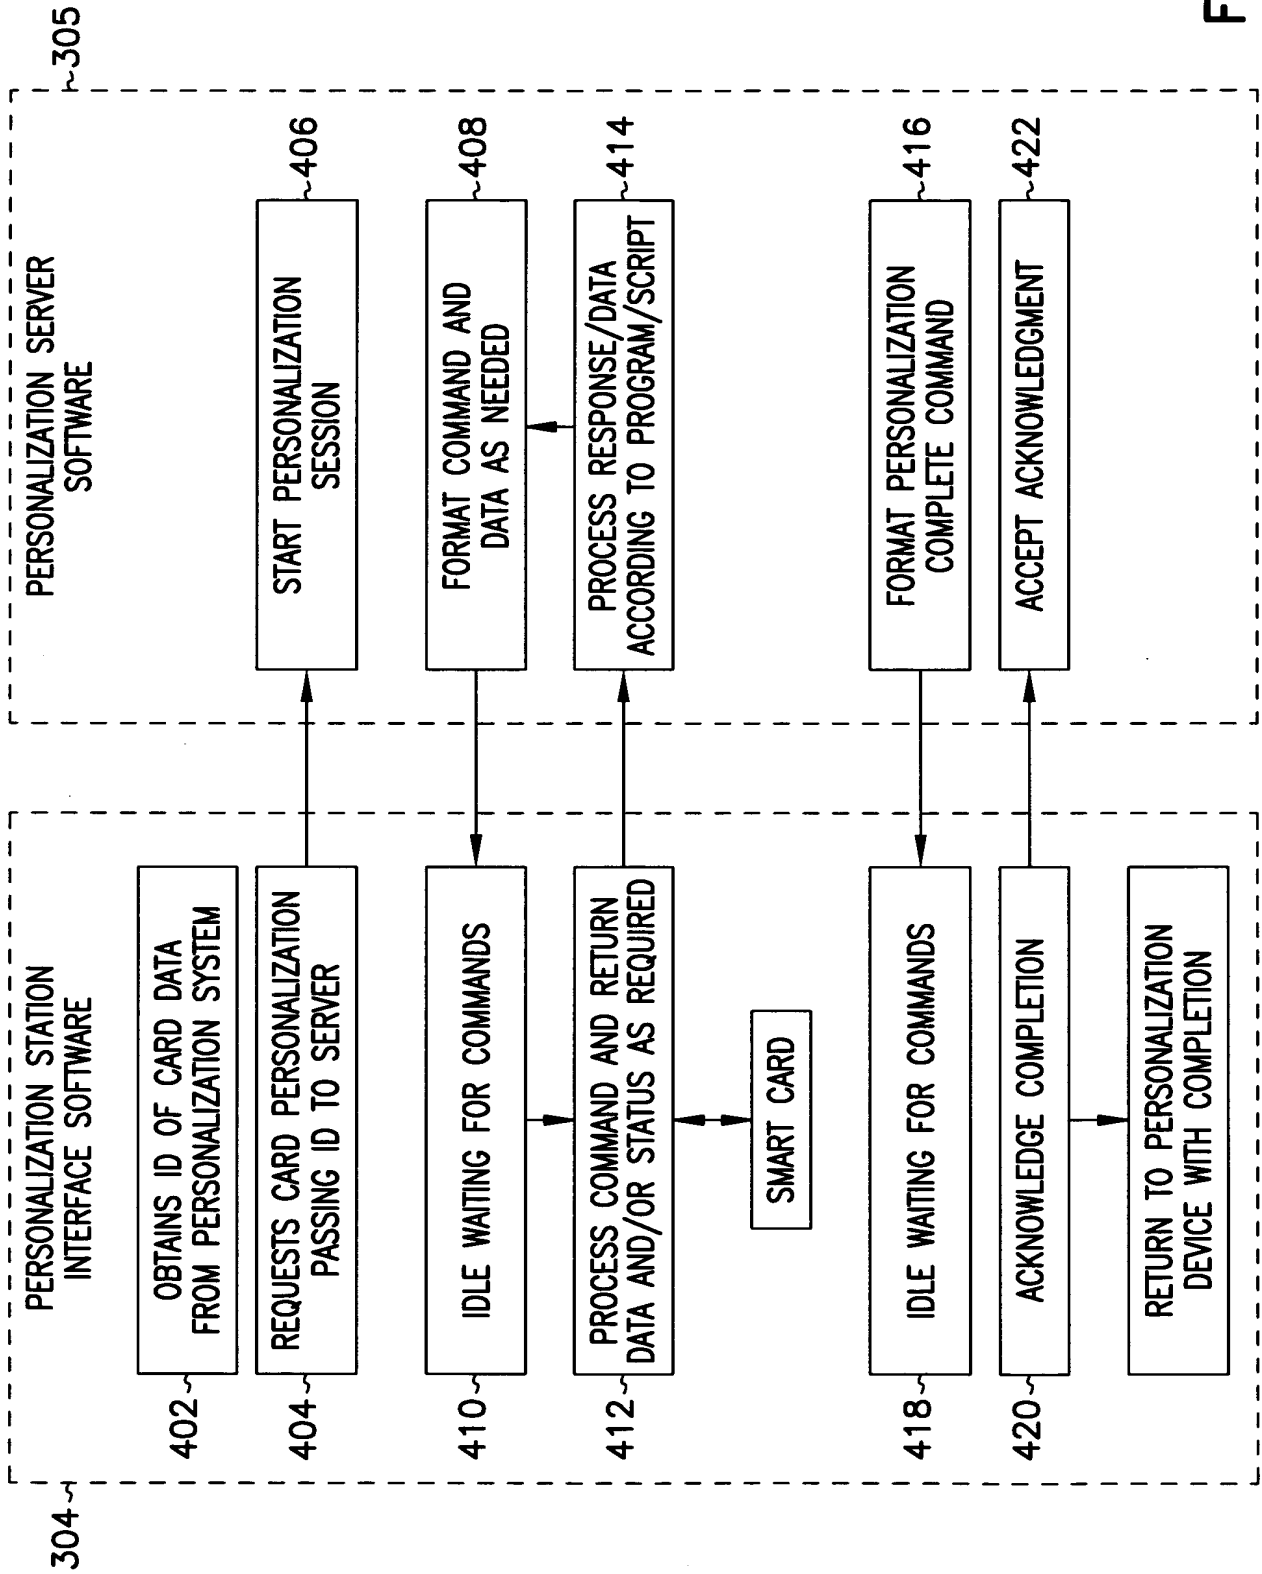 304
PERSONALIZATION STATION
INTERFACE SOFTWARE
402
OBTAINS ID OF CARD DATA
FROM PERSONALIZATION SYSTEM
404
REQUESTS CARD PERSONALIZATION
PASSING ID TO SERVER
410
IDLE WAITING FOR COMMANDS
412
PROCESS COMMAND AND RETURN
DATA AND/OR STATUS AS REQUIRED
SMART CARD
418
IDLE WAITING FOR COMMANDS
420
ACKNOWLEDGE COMPLETION
RETURN TO PERSONALIZATION
DEVICE WITH COMPLETION
305
PERSONALIZATION SERVER
SOFTWARE
START PERSONALIZATION
SESSION
406
FORMAT COMMAND AND
DATA AS NEEDED
408
PROCESS RESPONSE/DATA
ACCORDING TO PROGRAM/SCRIPT
414
FORMAT PERSONALIZATION
COMPLETE COMMAND
416
ACCEPT ACKNOWLEDGMENT
422